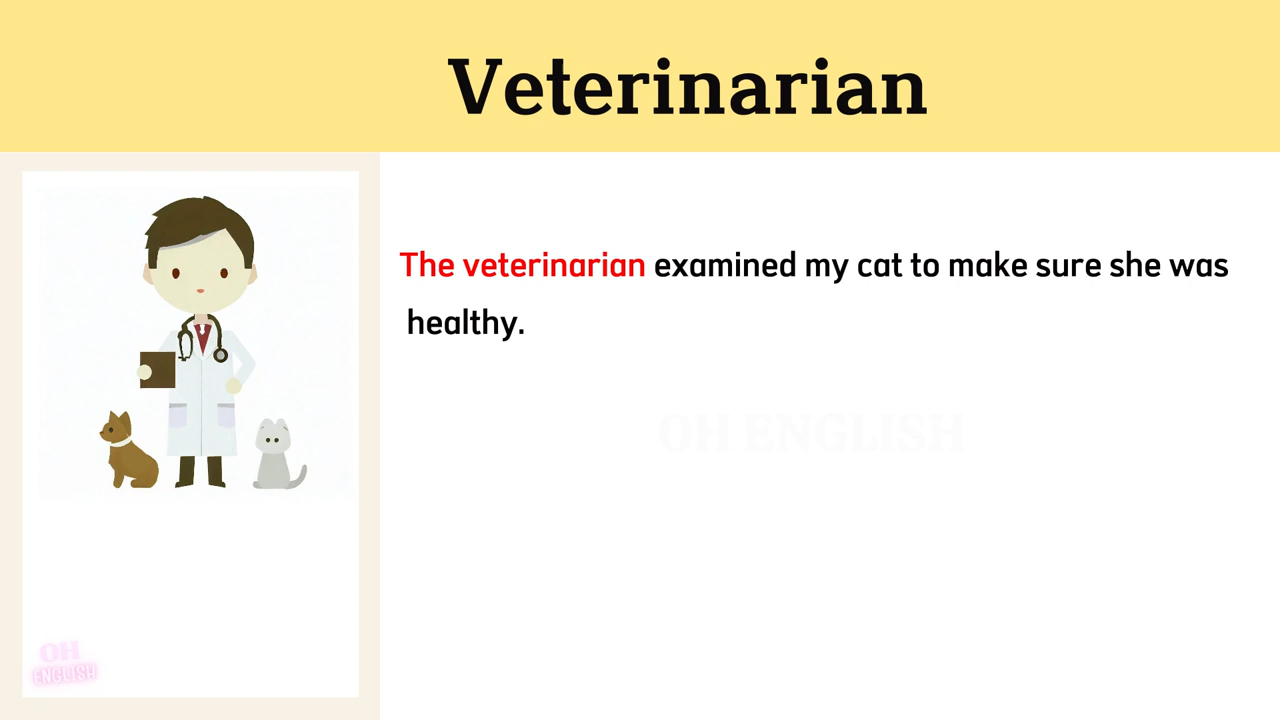 Veterinarian
The veterinarian examined my cat to make sure she was
healthy.
OH ENGLISH
OH
ENGLISH